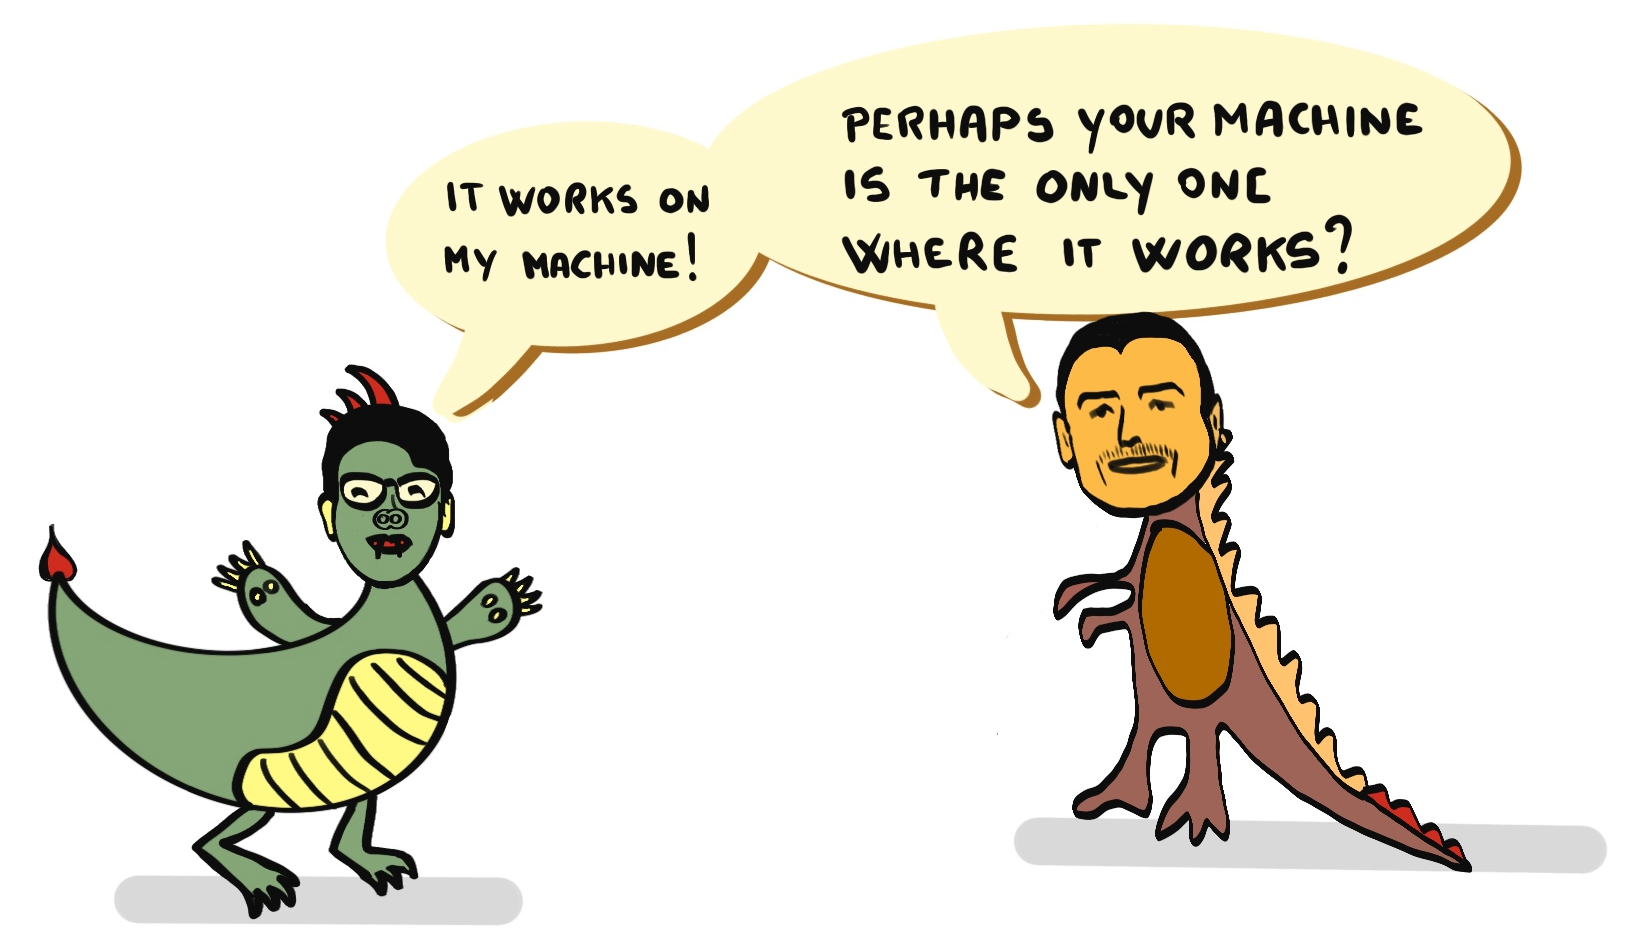 IT WORKS ON
MY MACHINE!
PERHAPS YOUR MACHINE
IS THE ONLY ONE
WHERE IT WORKS?